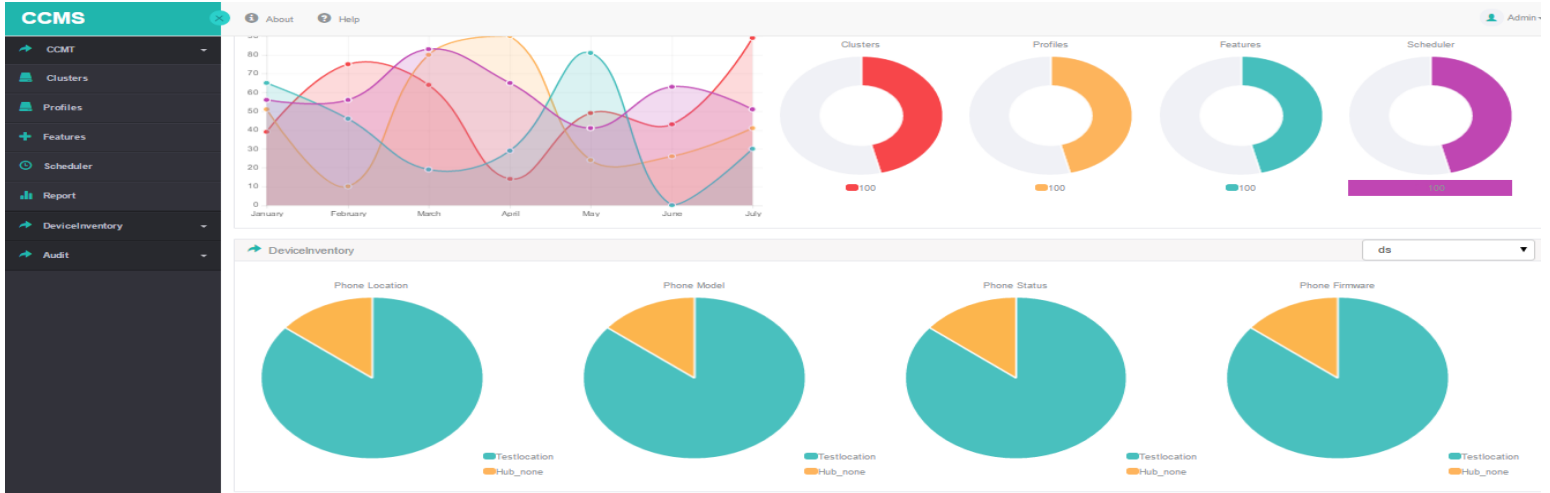 CCMS
About Help
Admin
CCMT
Clusters
Profiles
Features
Scheduler
Report
DeviceInventory
Audit
90
80
70
60
50
40
30
20
10
0
January February March April May June July
Clusters Profiles Features Scheduler
100 100 100 100
DeviceInventory
ds
Phone Location Phone Model Phone Status Phone Firmware
Testlocation Testlocation Testlocation Testlocation
Hub_none Hub_none Hub_none Hub_none